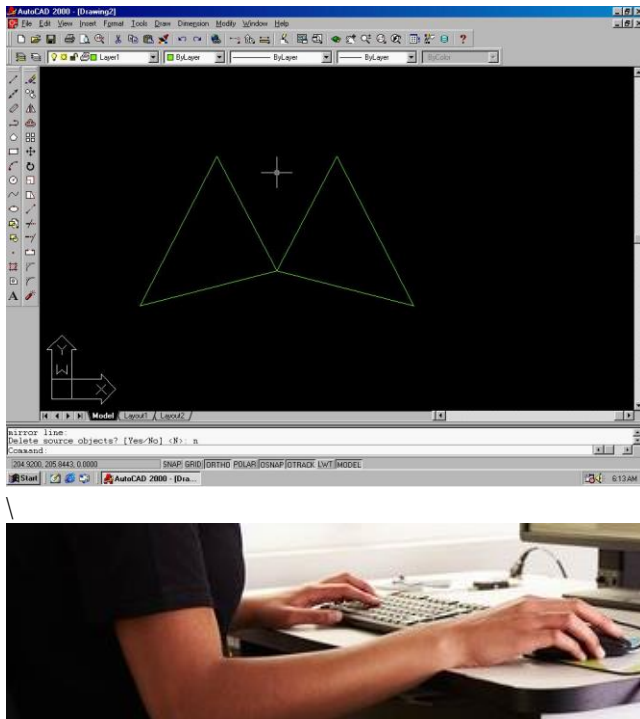 AutoCAD 2000 - [Drawing2]
File Edit View Insert Format Tools Draw Dimension Modify Window Help
?
Layer1 ByLayer ByLayer ByLayer ByColor
A
Y
W
X
Model Layout1 Layout2
mirror line:
Delete source objects? [Yes/No] <N>: n
Command:
204.9200, 205.8443, 0.0000 SNAP GRID ORTHO POLAR OSNAP OTRACK LWT MODEL
Start AutoCAD 2000 - [Dra... 6:13 AM
\